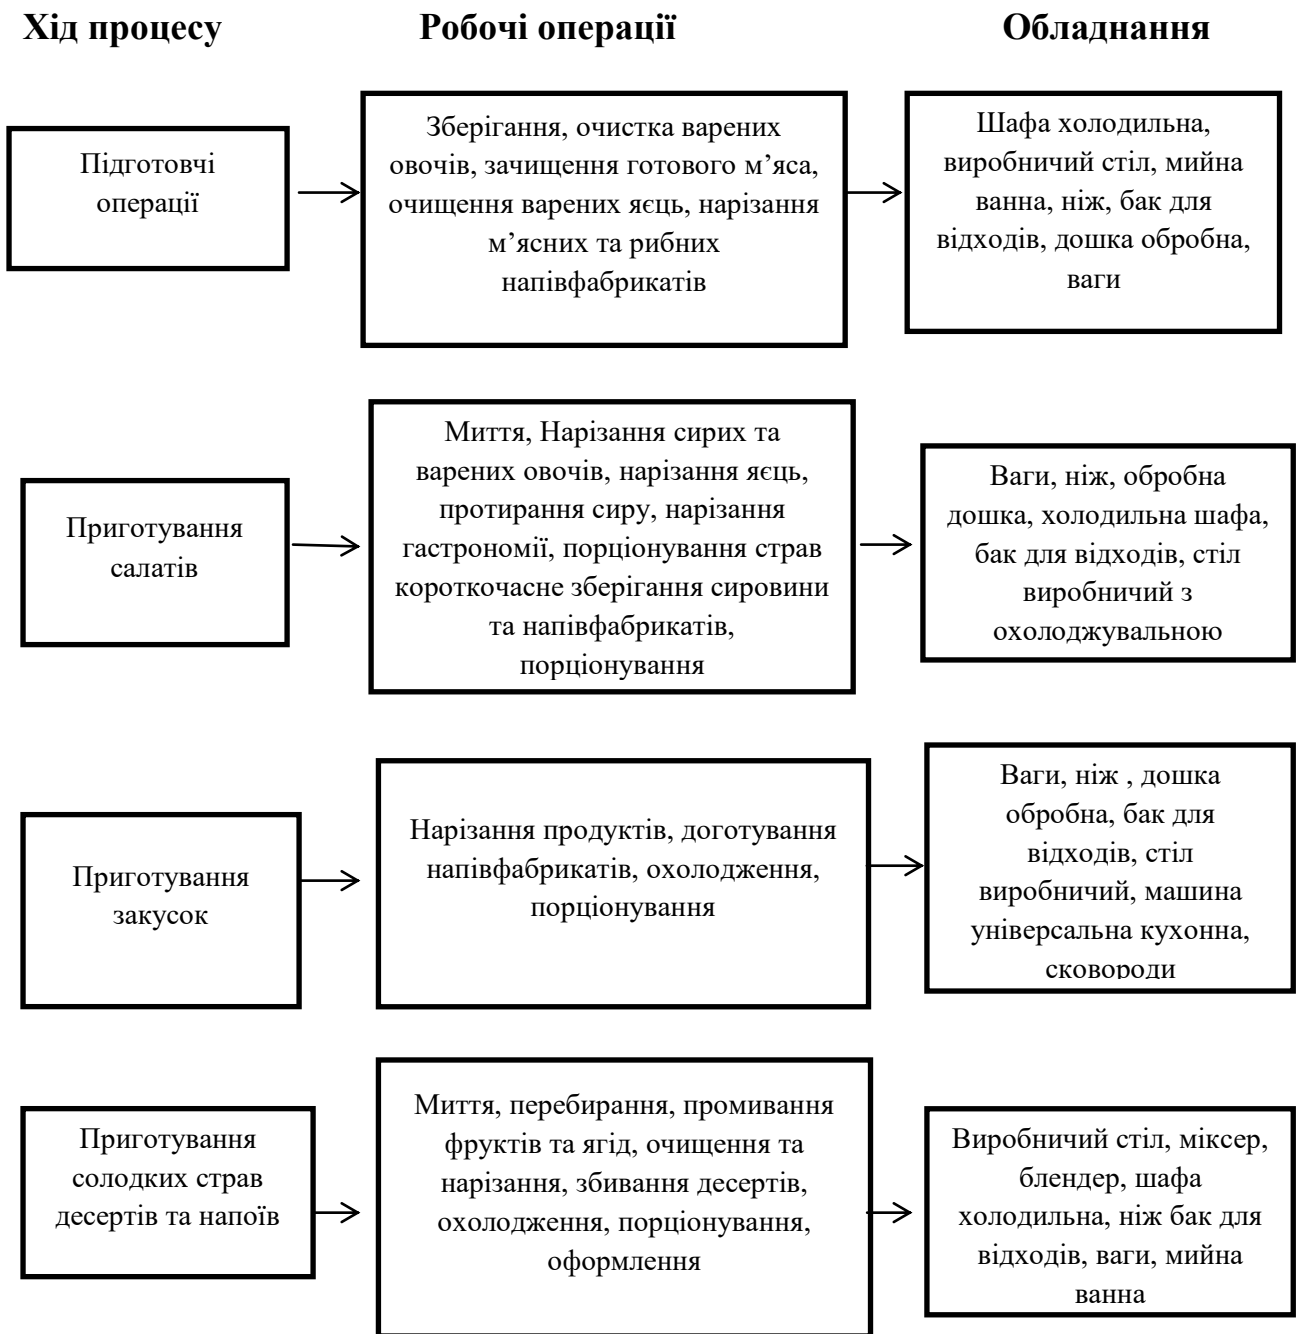 Хід процесу
Робочі операції
Обладнання
Підготовчі
операції
Зберігання, очистка варених
овочів, зачищення готового м’яса,
очищення варених яєць, нарізання
м’ясних та рибних
напівфабрикатів
Шафа холодильна,
виробничий стіл, мийна
ванна, ніж, бак для
відходів, дошка обробна,
ваги
Приготування
салатів
Миття, Нарізання сирих та
варених овочів, нарізання яєць,
протирання сиру, нарізання
гастрономії, порціонування страв
короткочасне зберігання сировини
та напівфабрикатів,
порціонування
Ваги, ніж, обробна
дошка, холодильна шафа,
бак для відходів, стіл
виробничий з
охолоджувальною
Приготування
закусок
Нарізання продуктів, доготування
напівфабрикатів, охолодження,
порціонування
Ваги, ніж , дошка
обробна, бак для
відходів, стіл
виробничий, машина
універсальна кухонна,
сковороди
Приготування
солодких страв
десертів та напоїв
Миття, перебирання, промивання
фруктів та ягід, очищення та
нарізання, збивання десертів,
охолодження, порціонування,
оформлення
Виробничий стіл, міксер,
блендер, шафа
холодильна, ніж бак для
відходів, ваги, мийна
ванна